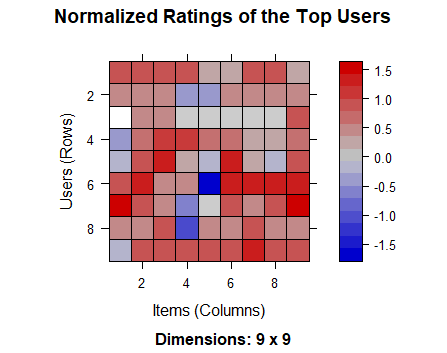 Normalized Ratings of the Top Users
Users (Rows)
2
4
6
8
2 4 6 8
Items (Columns)
Dimensions: 9 x 9
1.5
1.0
0.5
0.0
-0.5
-1.0
-1.5